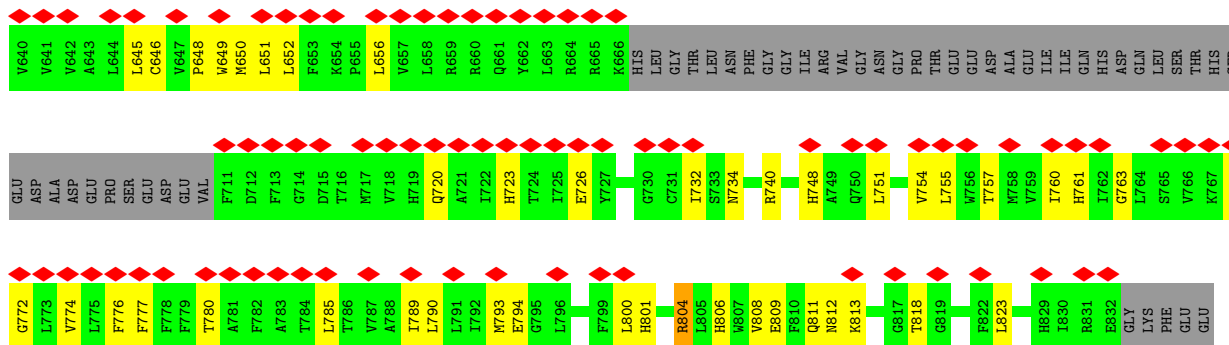 V640 V641 V642 A643 L644 L645 C646 V647 P648 W649 M650 L651 L652 F653 K654 P655 L656 V657 L658 R659 R660 Q661 Y662 L663 R664 R665 K666 HIS LEU GLY THR LEU ASN PHE GLY GLY ILE ARG VAL GLY ASN GLY PRO THR GLU GLU ASP ALA GLU ILE ILE GLN HIS ASP GLN LEU SER THR HIS
GLU ASP ALA ASP GLU PRO SER GLU ASP GLU VAL F711 D712 F713 G714 D715 T716 M717 V718 H719 Q720 A721 I722 H723 T724 I725 E726 Y727 G730 C731 I732 S733 N734 R740 H748 A749 Q750 L751 V754 L755 W756 T757 M758 V759 I760 H761 I762 G763 L764 S765 V766 K767
G772 L773 V774 L775 F776 F777 F778 F779 T780 A781 F782 A783 T784 L785 T786 V787 A788 I789 L790 L791 I792 M793 E794 G795 L796 F799 L800 H801 R804 L805 H806 W807 V808 E809 F810 Q811 N812 K813 G817 T818 G819 F822 L823 H829 I830 R831 E832 GLY LYS PHE GLU GLU